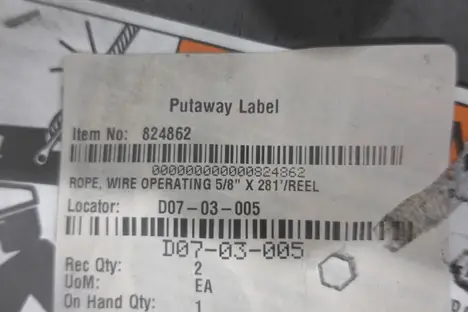 Putaway Label
Item No: 824862
000000000000824862
ROPE, WIRE OPERATING 5/8" X 281'/REEL
Locator: D07-03-005
D07-03-005
Rec Qty: 2
UoM: EA
On Hand Qty: 1